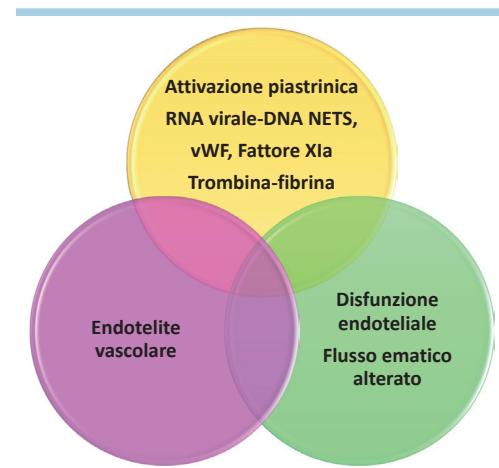 Attivazione piastrinica
RNA virale-DNA NETS,
vWF, Fattore XIa
Trombina-fibrina
Endotelite
vascolare
Disfunzione
endoteliale
Flusso ematico
alterato